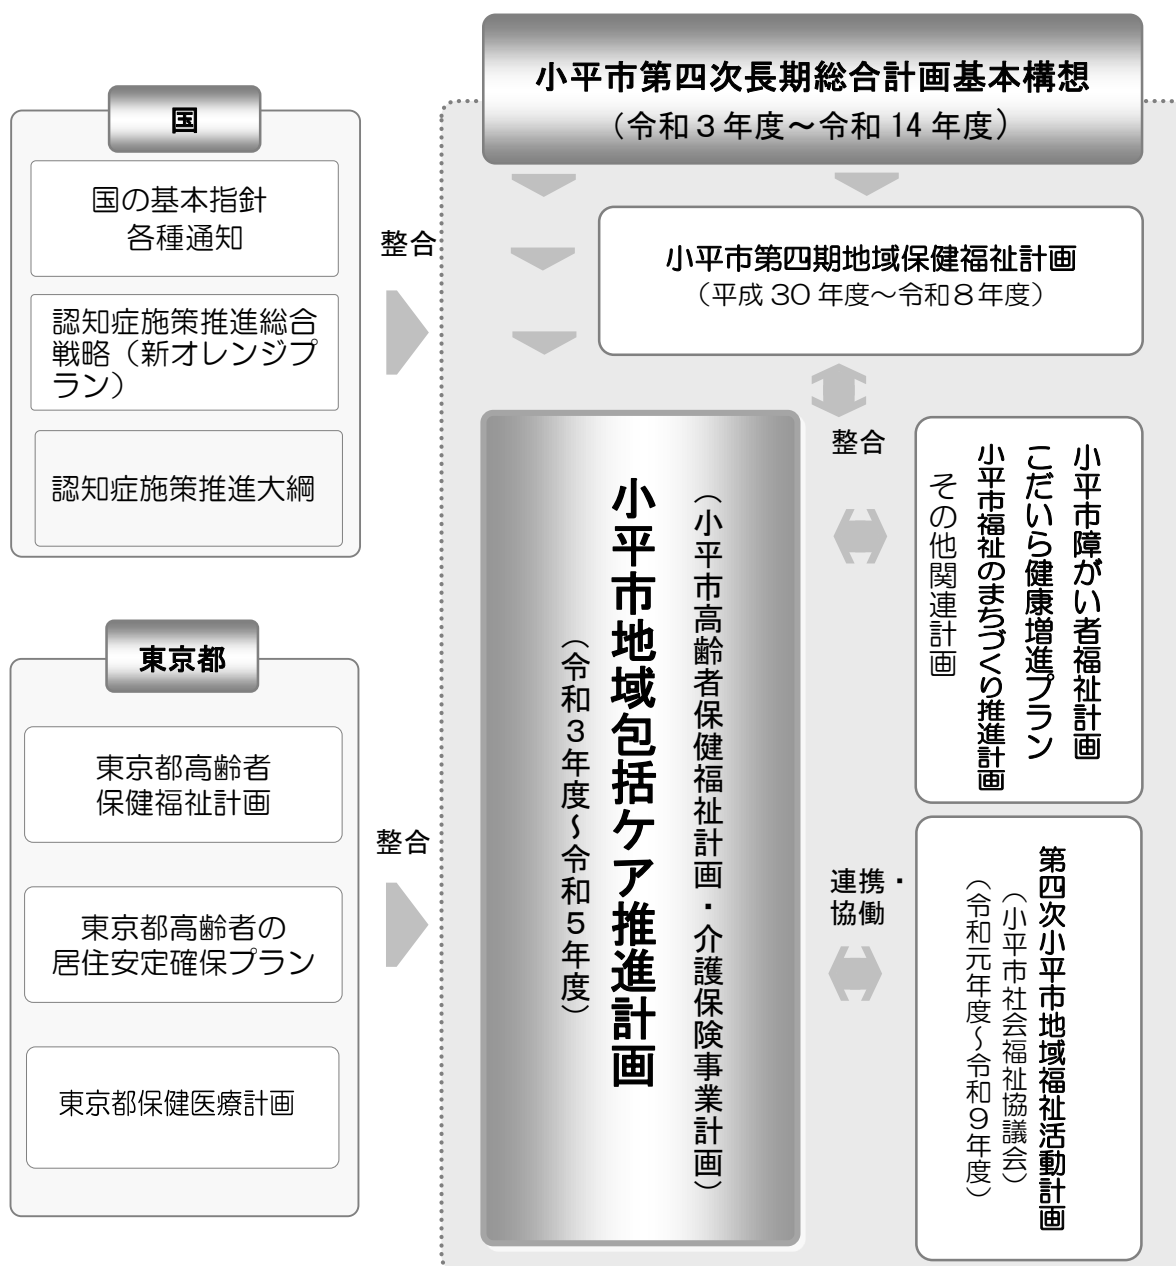 小平市第四次長期総合計画基本構想
（令和３年度～令和 14 年度）
国
国の基本指針
各種通知
認知症施策推進総合
戦略（新オレンジプ
ラン）
認知症施策推進大綱
整合
小平市第四期地域保健福祉計画
（平成 30 年度～令和８年度）
整合
東京都
東京都高齢者
保健福祉計画
東京都高齢者の
居住安定確保プラン
東京都保健医療計画
整合
（小平市高齢者保健福祉計画・介護保険事業計画）
小平市地域包括ケア推進計画
（令和３年度～令和５年度）
小平市障がい者福祉計画
こだいら健康増進プラン
小平市福祉のまちづくり推進計画
その他関連計画
連携・
協働
第四次小平市地域福祉活動計画
（小平市社会福祉協議会）
（令和元年度～令和９年度）